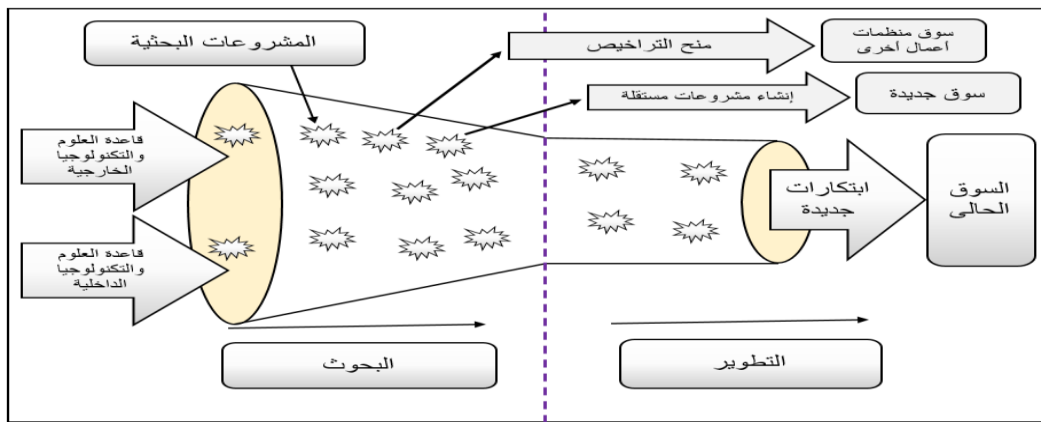 المشروعات البحثية
منح التراخيص
سوق منظمات
أعمال أخرى
إنشاء مشروعات مستقلة
سوق جديدة
قاعدة العلوم
والتكنولوجيا
الخارجية
ابتكارات
جديدة
السوق
الحالى
قاعدة العلوم
والتكنولوجيا
الداخلية
البحوث
التطوير